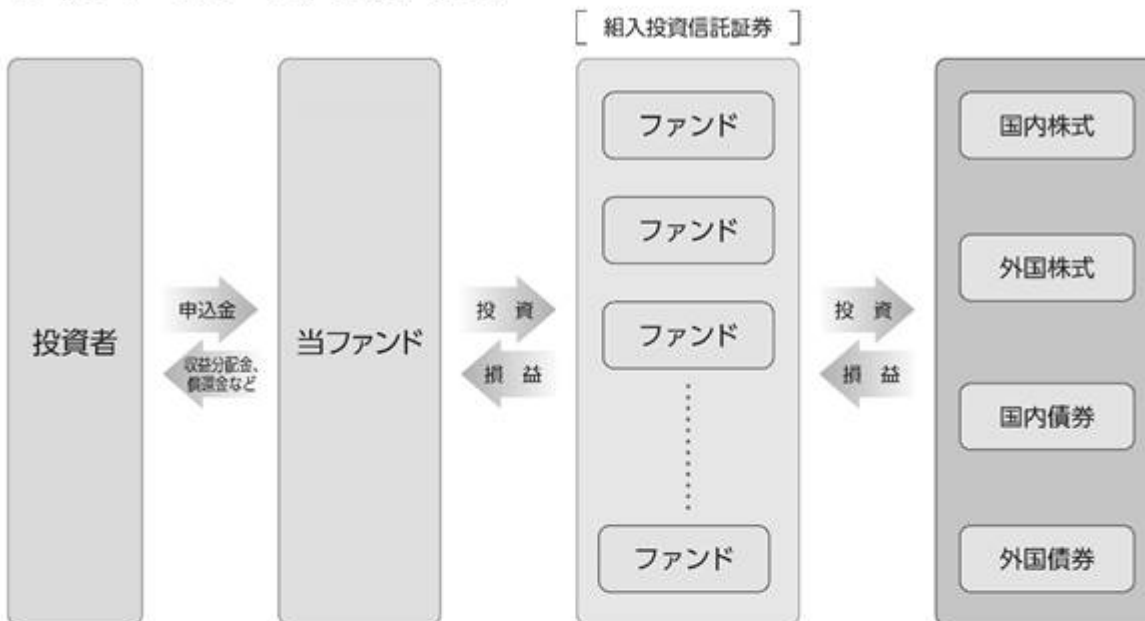 組入投資信託証券
投資者
申込金
収益分配金、
償還金など
当ファンド
投 資
損 益
ファンド
ファンド
ファンド
ファンド
投 資
損 益
国内株式
外国株式
国内債券
外国債券